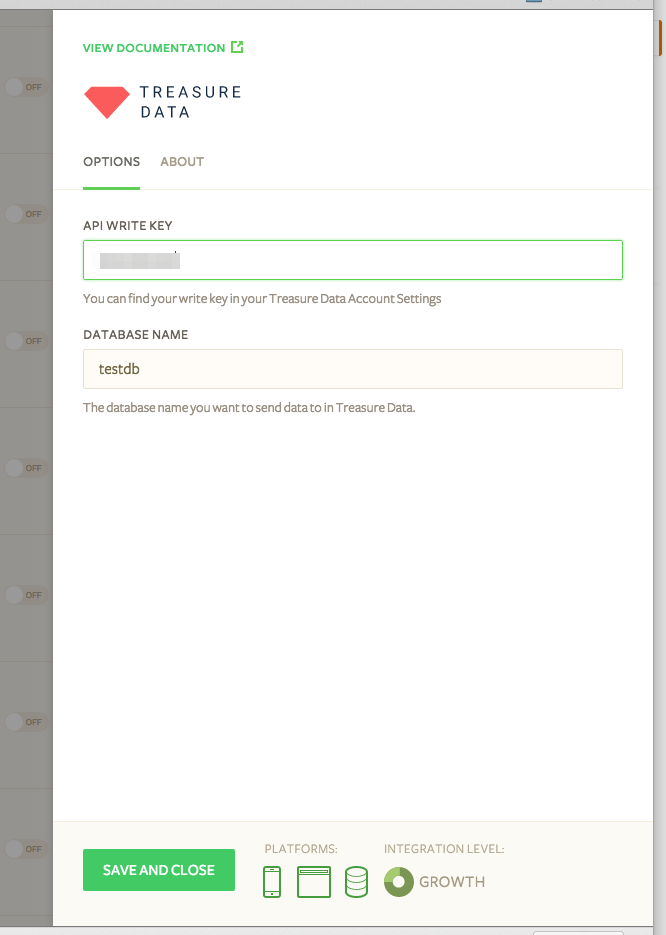 VIEW DOCUMENTATION
TREASURE
DATA
OPTIONS ABOUT
OFF
API WRITE KEY
OFF
You can find your write key in your Treasure Data Account Settings
DATABASE NAME
OFF
testdb
The database name you want to send data to in Treasure Data.
OFF
OFF
OFF
OFF
SAVE AND CLOSE
PLATFORMS:
INTEGRATION LEVEL:
GROWTH